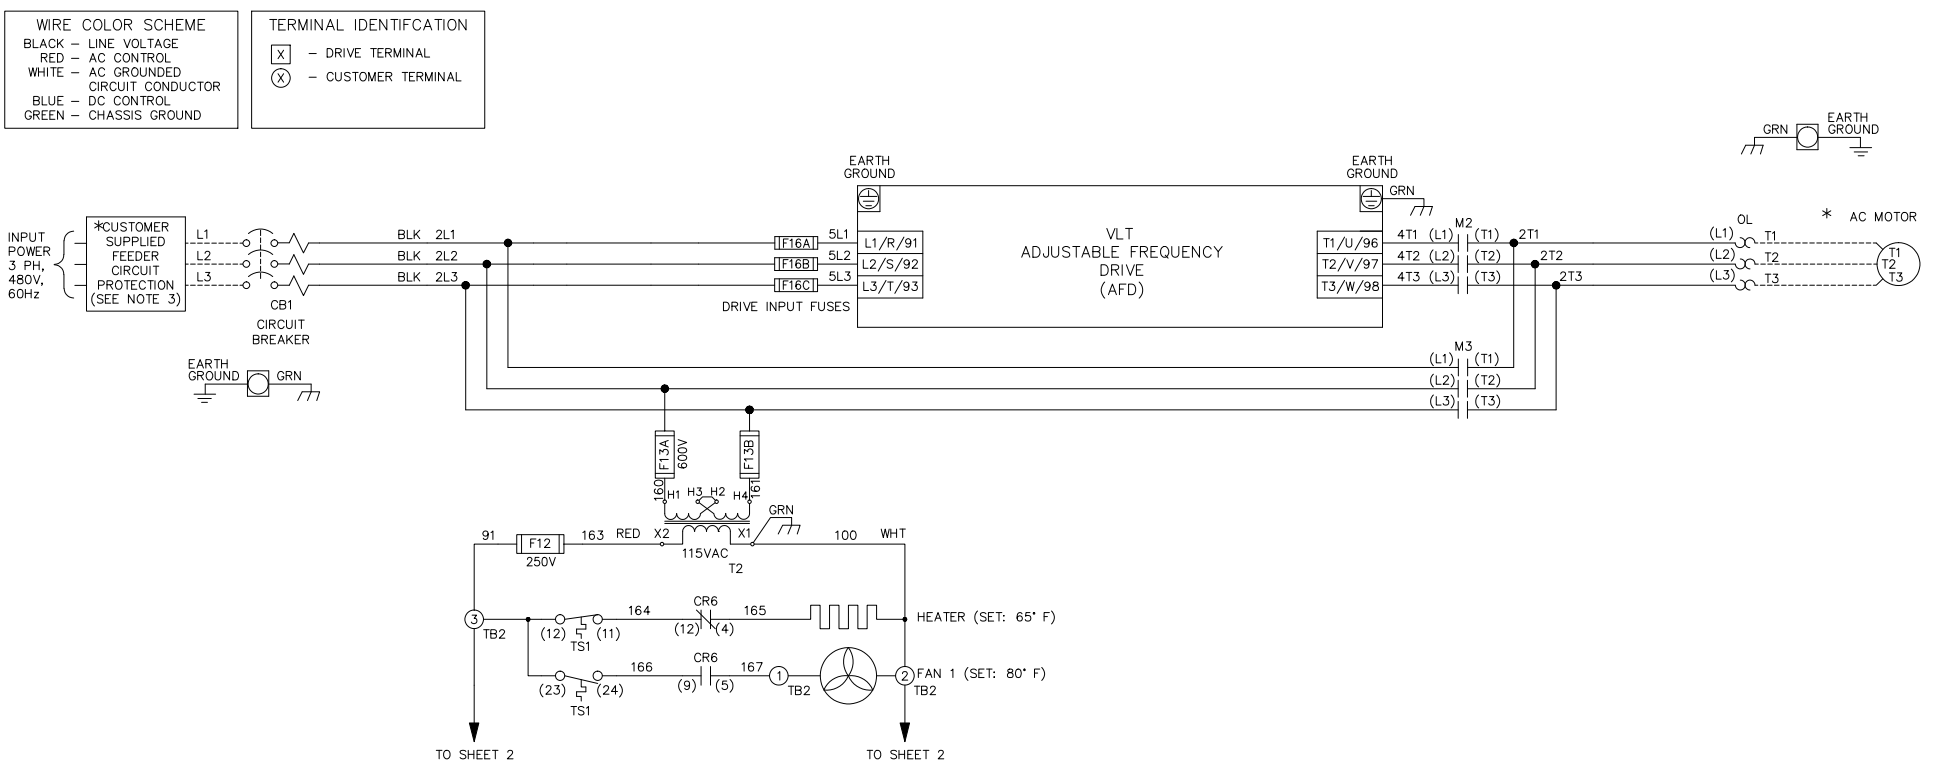 WIRE COLOR SCHEME
BLACK – LINE VOLTAGE
RED – AC CONTROL
WHITE – AC GROUNDED
CIRCUIT CONDUCTOR
BLUE – DC CONTROL
GREEN – CHASSIS GROUND
TERMINAL IDENTIFCATION
X – DRIVE TERMINAL
X – CUSTOMER TERMINAL
GRN
EARTH
GROUND
EARTH
GROUND
EARTH
GROUND
GRN
INPUT
POWER
3 PH,
480V,
60Hz
*CUSTOMER
SUPPLIED
FEEDER
CIRCUIT
PROTECTION
(SEE NOTE 3)
L1
L2
L3
CB1
CIRCUIT
BREAKER
BLK 2L1
BLK 2L2
BLK 2L3
F16A
F16B
F16C
5L1
5L2
5L3
DRIVE INPUT FUSES
L1/R/91
L2/S/92
L3/T/93
VLT
ADJUSTABLE FREQUENCY
DRIVE
(AFD)
T1/U/96
T2/V/97
T3/W/98
M2
4T1 (L1) (T1) 2T1
4T2 (L2) (T2) 2T2
4T3 (L3) (T3) 2T3
OL
(L1) T1
(L2) T2
(L3) T3
* AC MOTOR
T1
T2
T3
EARTH
GROUND GRN
M3
(L1) (T1)
(L2) (T2)
(L3) (T3)
F13A
600V
F13B
160
161
H1 H3 H2 H4
GRN
91 F12 163 RED X2 X1 100 WHT
250V
115VAC
T2
3
TB2
(12) (11)
TS1
164
CR6
(12) (4)
165
HEATER (SET: 65° F)
(23) (24)
TS1
166
CR6
(9) (5)
167
1
TB2
2
TB2
FAN 1 (SET: 80° F)
TO SHEET 2
TO SHEET 2